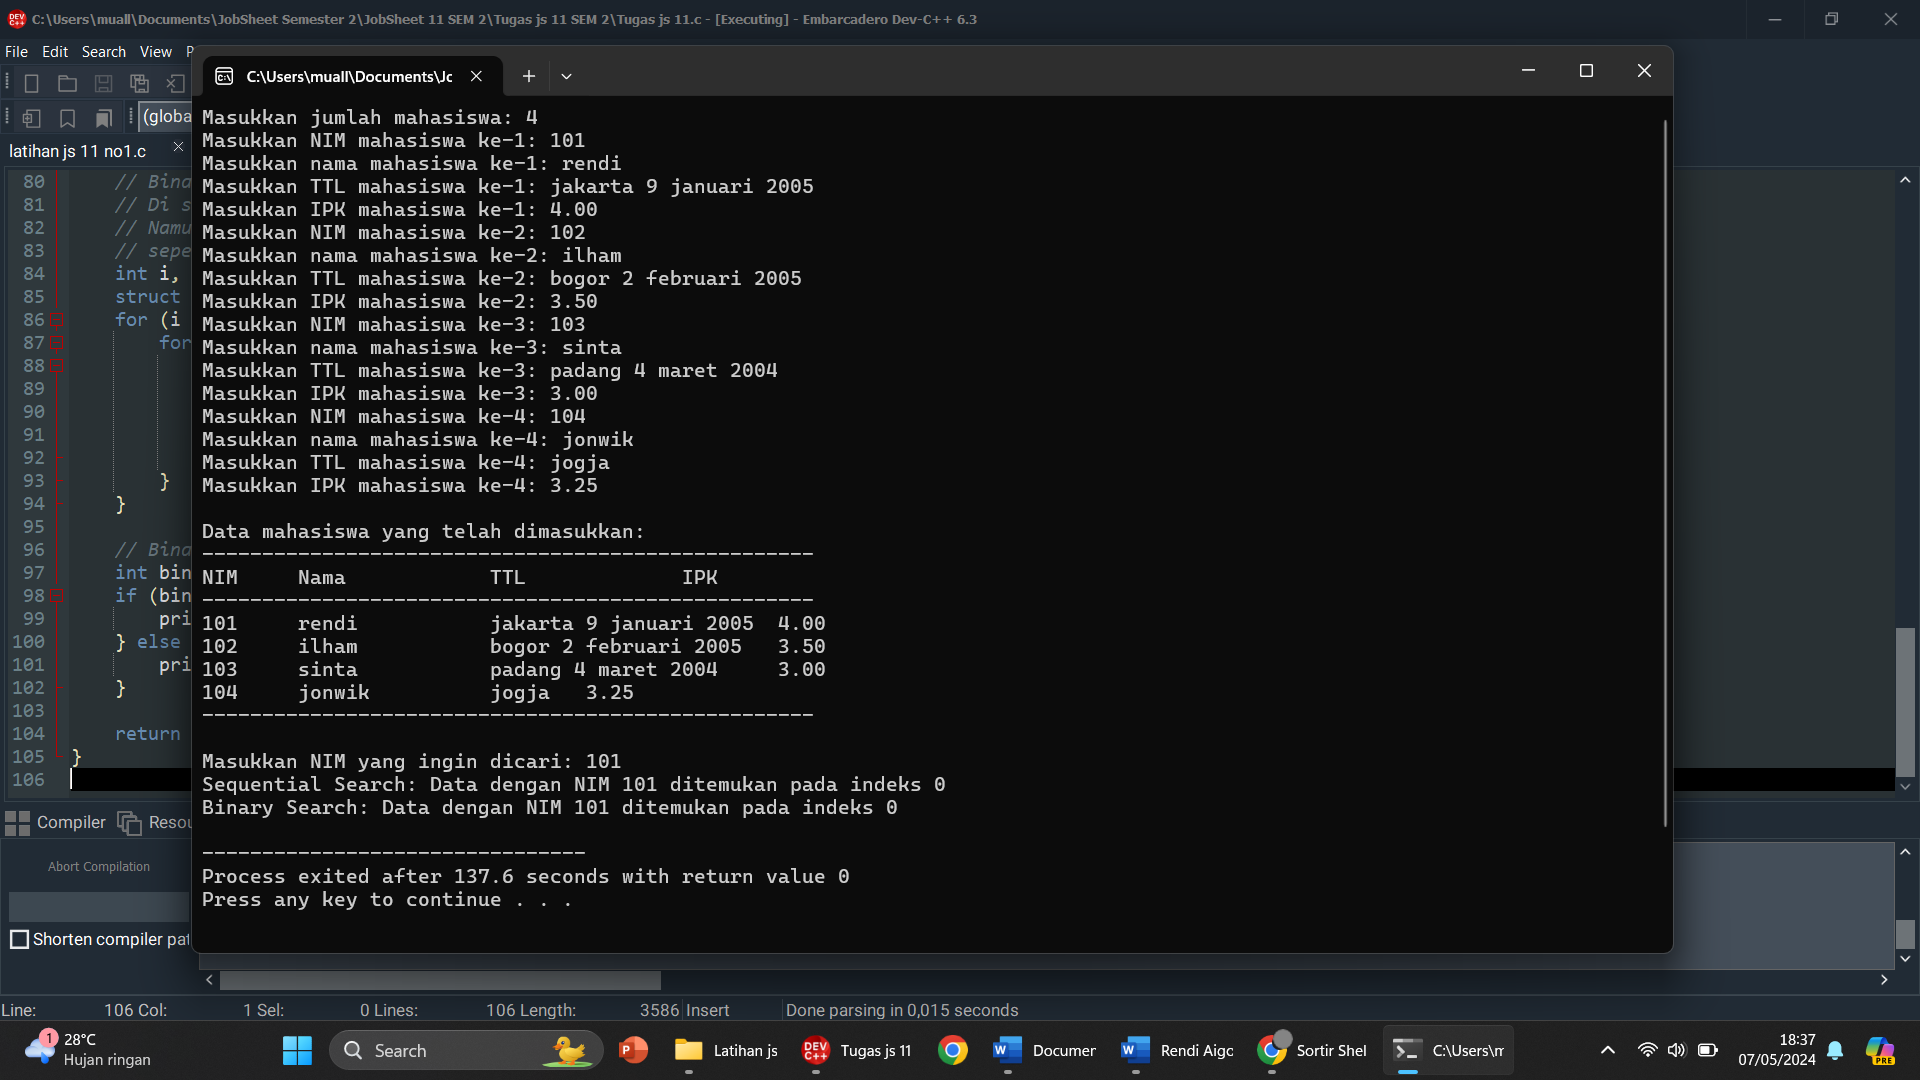 C:\Users\muall\Documents\JobSheet Semester 2\JobSheet 11 SEM 2\Tugas js 11 SEM 2\Tugas js 11.c - [Executing] - Embarcadero Dev-C++ 6.3
File Edit Search View P
C:\Users\muall\Documents\Jc
(globa
latihan js 11 no1.c
80 // Bina
81 // Di s
82 // Namu
83 // sepe
84 int i,
85 struct
86 for (i
87 for
88
89
90
91
92
93 }
94 }
95
96 // Bina
97 int bin
98 if (bin
99 pri
100 } else
101 pri
102 }
103
104 return
105 }
106
Masukkan jumlah mahasiswa: 4
Masukkan NIM mahasiswa ke-1: 101
Masukkan nama mahasiswa ke-1: rendi
Masukkan TTL mahasiswa ke-1: jakarta 9 januari 2005
Masukkan IPK mahasiswa ke-1: 4.00
Masukkan NIM mahasiswa ke-2: 102
Masukkan nama mahasiswa ke-2: ilham
Masukkan TTL mahasiswa ke-2: bogor 2 februari 2005
Masukkan IPK mahasiswa ke-2: 3.50
Masukkan NIM mahasiswa ke-3: 103
Masukkan nama mahasiswa ke-3: sinta
Masukkan TTL mahasiswa ke-3: padang 4 maret 2004
Masukkan IPK mahasiswa ke-3: 3.00
Masukkan NIM mahasiswa ke-4: 104
Masukkan nama mahasiswa ke-4: jonwik
Masukkan TTL mahasiswa ke-4: jogja
Masukkan IPK mahasiswa ke-4: 3.25
Data mahasiswa yang telah dimasukkan:
---------------------------------------------------
NIM Nama TTL IPK
---------------------------------------------------
101 rendi jakarta 9 januari 2005 4.00
102 ilham bogor 2 februari 2005 3.50
103 sinta padang 4 maret 2004 3.00
104 jonwik jogja 3.25
---------------------------------------------------
Masukkan NIM yang ingin dicari: 101
Sequential Search: Data dengan NIM 101 ditemukan pada indeks 0
Binary Search: Data dengan NIM 101 ditemukan pada indeks 0
--------------------------------
Process exited after 137.6 seconds with return value 0
Press any key to continue . . .
Compiler Resou
Abort Compilation
Shorten compiler pat
Line: 106 Col: 1 Sel: 0 Lines: 106 Length: 3586 Insert Done parsing in 0,015 seconds
1 28°C
Hujan ringan
Search
Latihan js
DEV C++ Tugas js 11
Documer
Rendi Aigc
Sortir Shel
C:\Users\m
18:37
07/05/2024
PRE